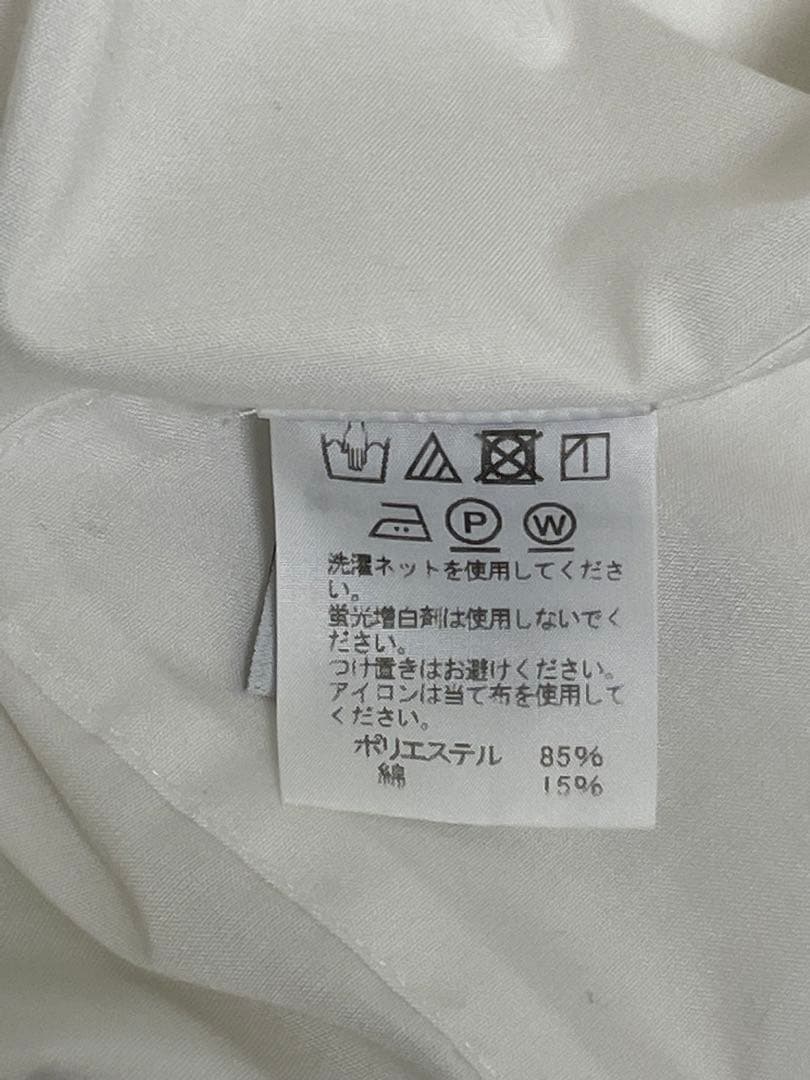 P W
洗濯ネットを使用してくださ
い。
蛍光増白剤は使用しないでく
ださい。
つけ置きはお避けください。
アイロンは当て布を使用して
ください。
ポリエステル 85%
綿 15%